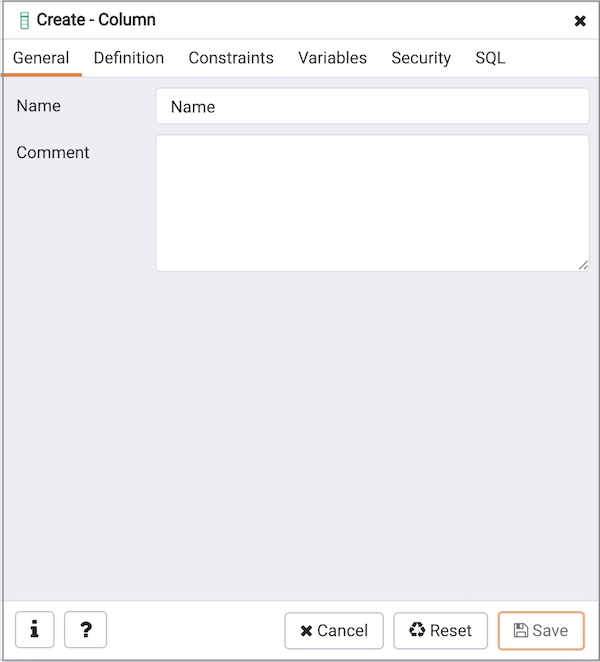 Create - Column
General Definition Constraints Variables Security SQL
Name Name
Comment
i ? Cancel Reset Save